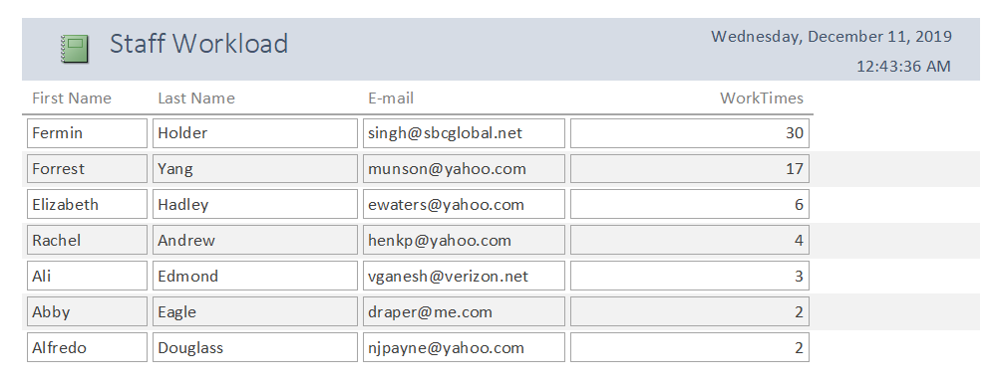 Staff Workload
Wednesday, December 11, 2019
12:43:36 AM
First Name Last Name E-mail WorkTimes
Fermin Holder singh@sbcglobal.net 30
Forrest Yang munson@yahoo.com 17
Elizabeth Hadley ewaters@yahoo.com 6
Rachel Andrew henkp@yahoo.com 4
Ali Edmond vganesh@verizon.net 3
Abby Eagle draper@me.com 2
Alfredo Douglass njpayne@yahoo.com 2